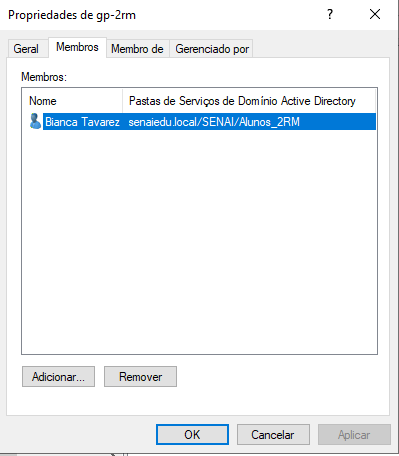 Propriedades de gp-2rm
?
Geral Membros Membro de Gerenciado por
Membros:
Nome Pastas de Serviços de Domínio Active Directory
Bianca Tavarez senaiedu.local/SENAI/Alunos_2RM
Adicionar... Remover
OK Cancelar Aplicar